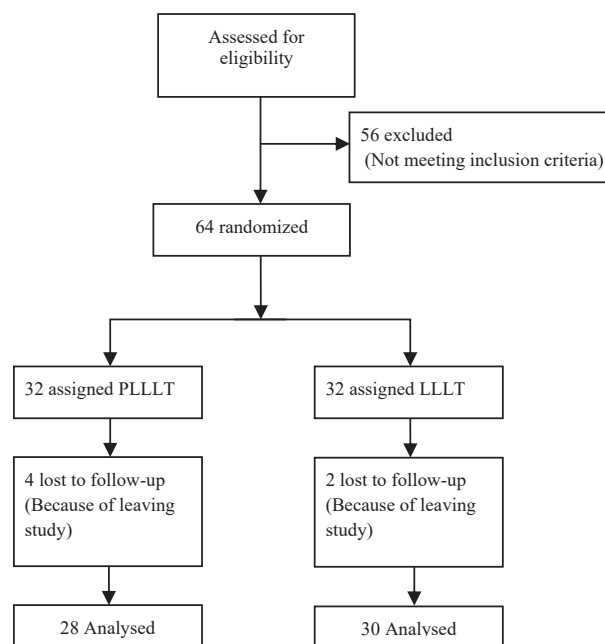 Assessed for
eligibility
56 excluded
(Not meeting inclusion criteria)
64 randomized
32 assigned PLLLT
32 assigned LLLT
4 lost to follow-up
(Because of leaving
study)
2 lost to follow-up
(Because of leaving
study)
28 Analysed
30 Analysed